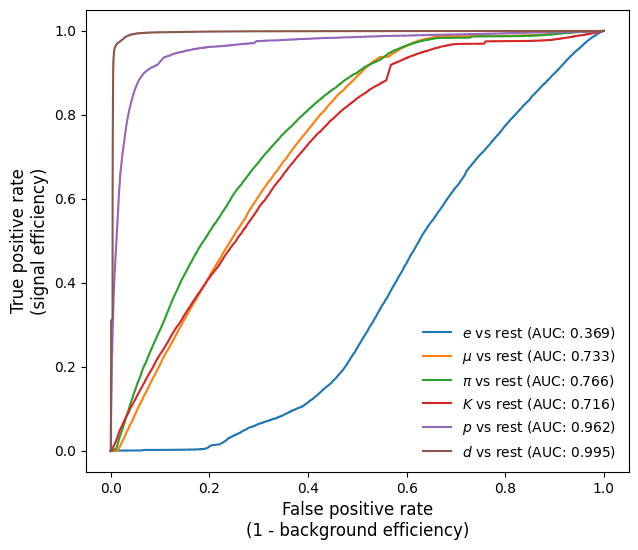 True positive rate
(signal efficiency)
1.0
0.8
0.6
0.4
0.2
0.0
e vs rest (AUC: 0.369)
μ vs rest (AUC: 0.733)
π vs rest (AUC: 0.766)
K vs rest (AUC: 0.716)
p vs rest (AUC: 0.962)
d vs rest (AUC: 0.995)
0.0 0.2 0.4 0.6 0.8 1.0
False positive rate
(1 - background efficiency)